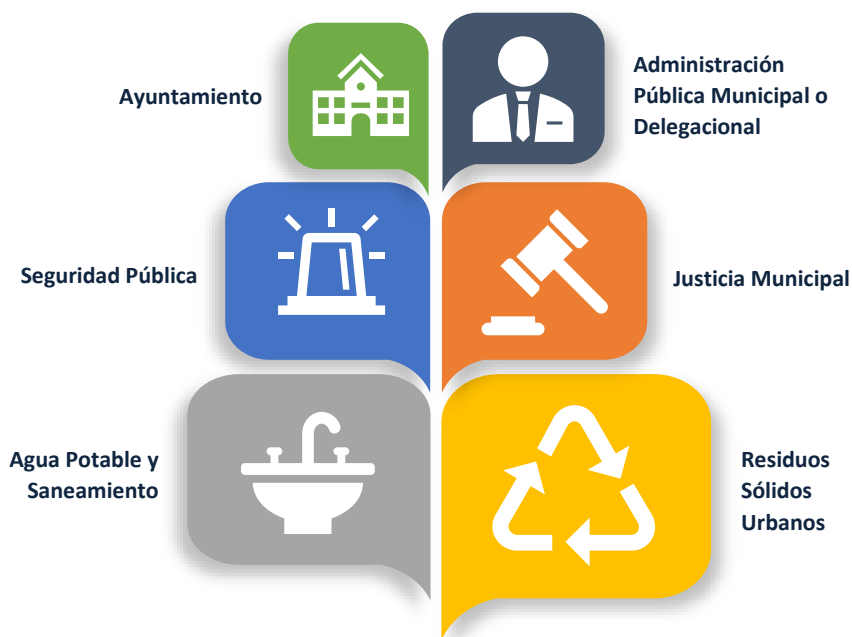 Ayuntamiento
Administración
Pública Municipal o
Delegacional
Seguridad Pública
Justicia Municipal
Agua Potable y
Saneamiento
Residuos
Sólidos
Urbanos